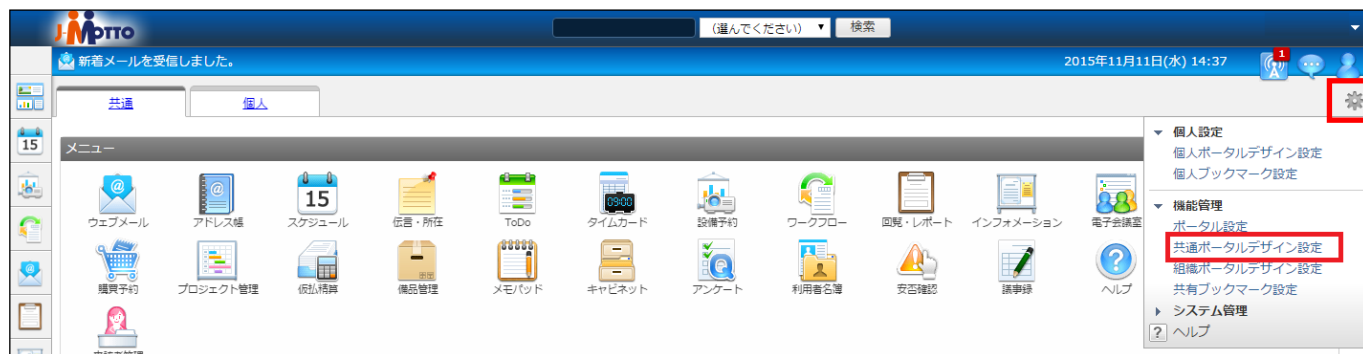 J-MOTTO
(選んでください) ▼ 検索
新着メールを受信しました。 2015年11月11日(水) 14:37 1
共通 個人
メニュー
15
15
09:00
ウェブメール アドレス帳 スケジュール 伝言・所在 ToDo タイムカード 設備予約 ワークフロー 回覧・レポート インフォメーション 電子会議室
購買予約 プロジェクト管理 仮払精算 備品管理 メモパッド キャビネット アンケート 利用者名簿 安否確認 議事録 ヘルプ
個人設定
個人ポータルデザイン設定
個人ブックマーク設定
機能管理
ポータル設定
共通ポータルデザイン設定
組織ポータルデザイン設定
共有ブックマーク設定
システム管理
? ヘルプ